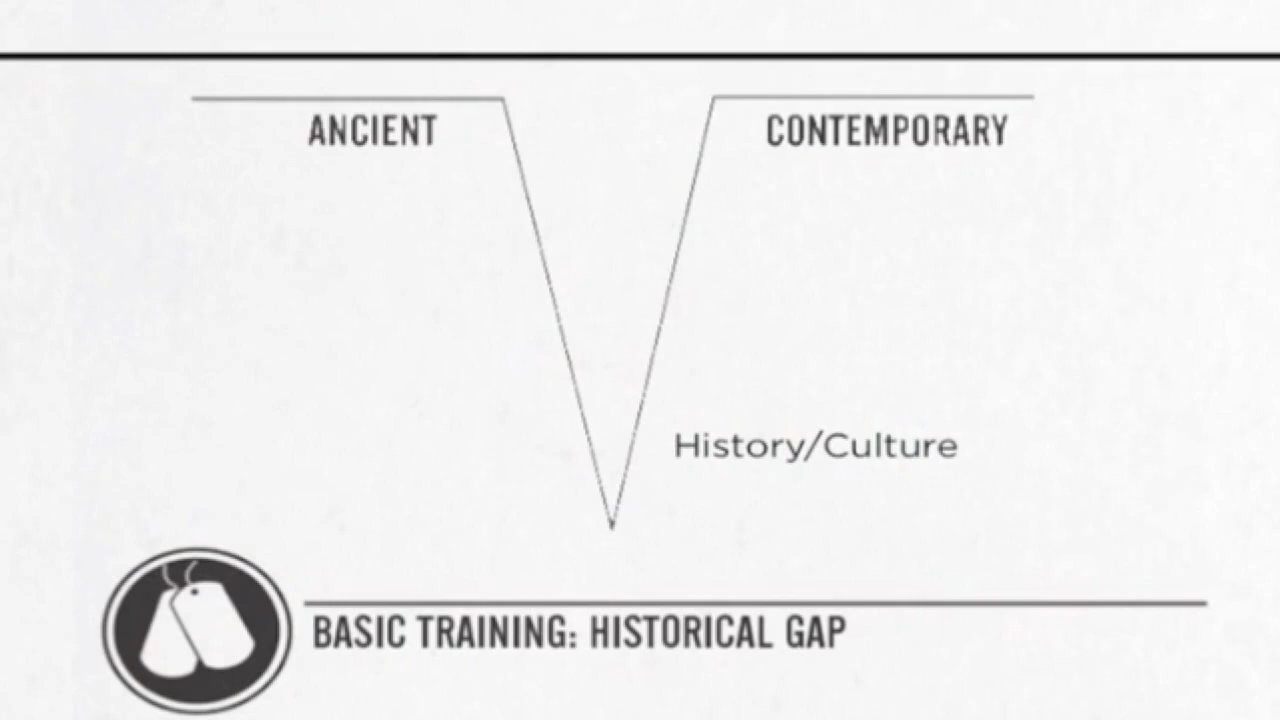 ANCIENT
CONTEMPORARY
History/Culture
BASIC TRAINING: HISTORICAL GAP